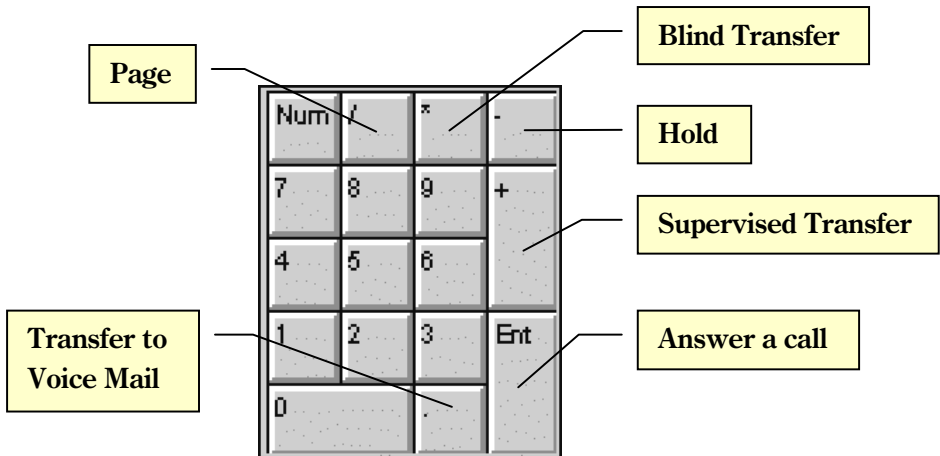 Blind Transfer
Page
Num / * -
Hold
7 8 9 +
Supervised Transfer
4 5 6
Transfer to
Voice Mail
1 2 3 Ent
Answer a call
0 .